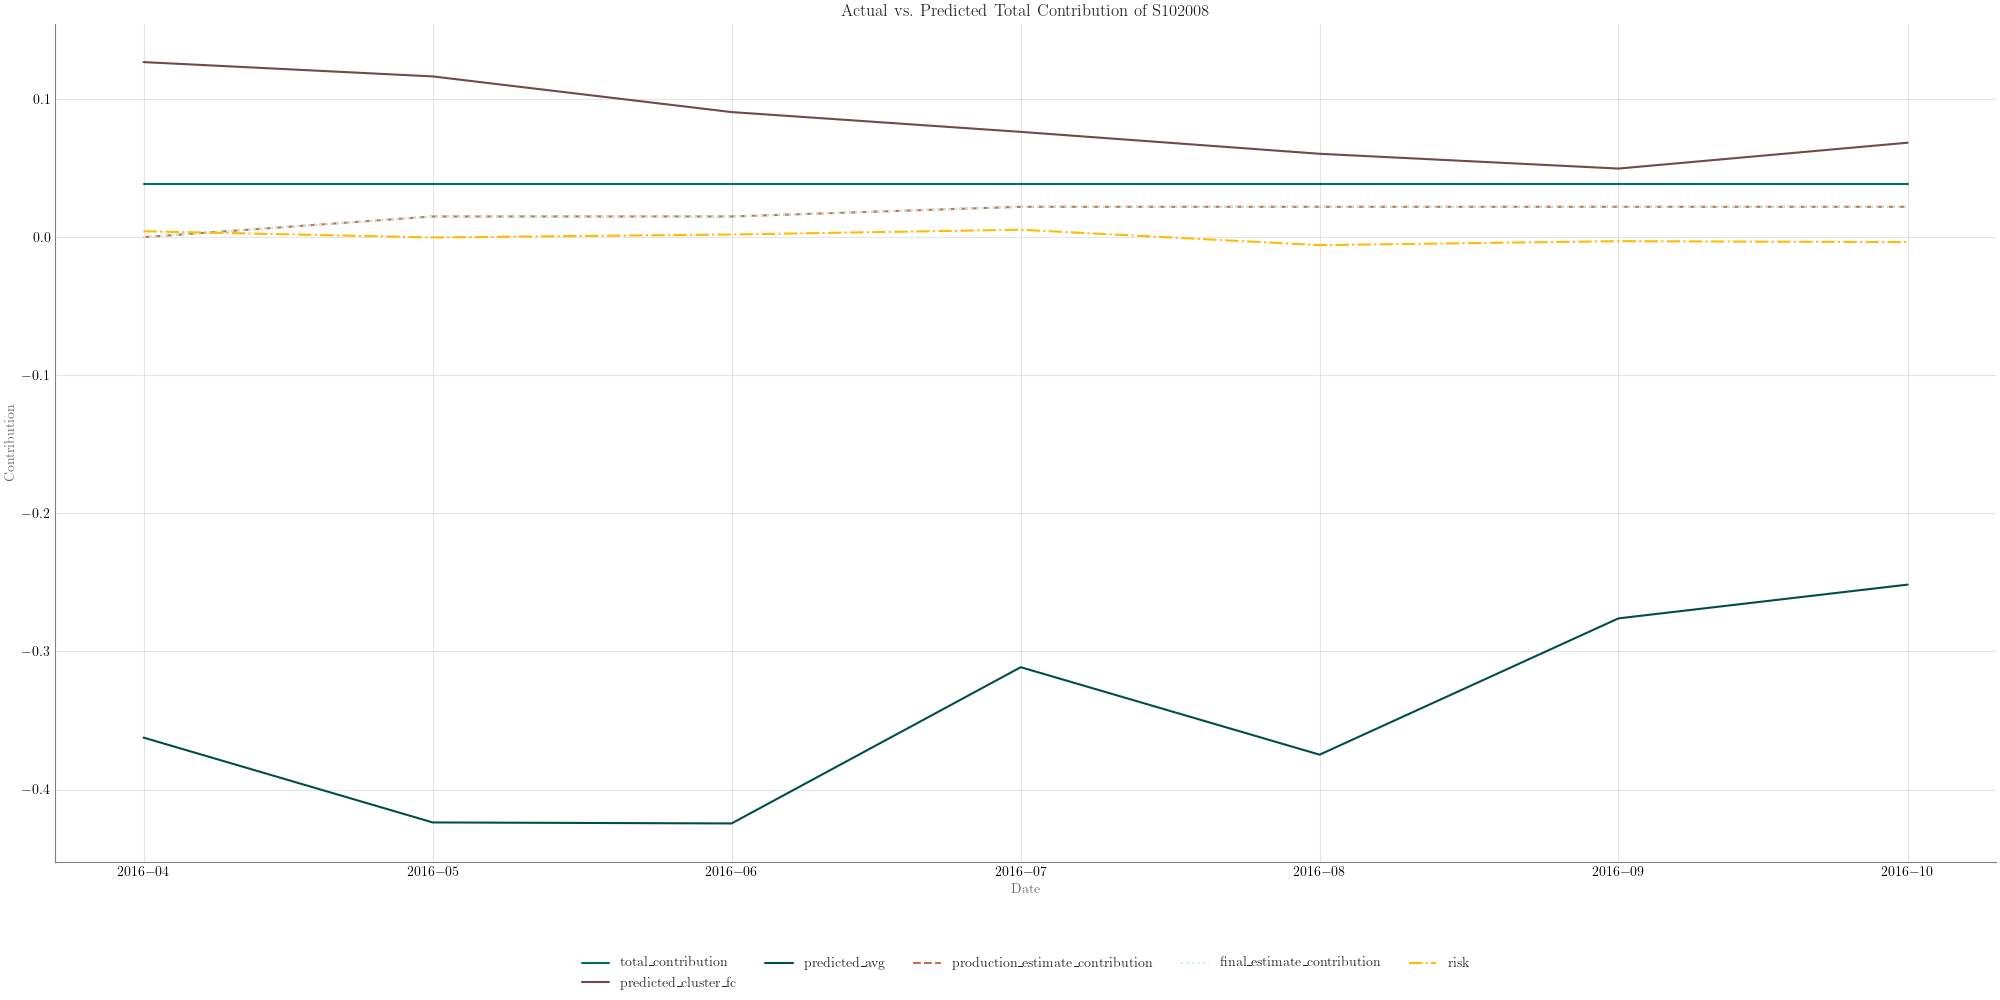 Actual vs. Predicted Total Contribution of S102008
0.1
0.0
−0.1
−0.2
−0.3
−0.4
Contribution
2016−04 2016−05 2016−06 2016−07 2016−08 2016−09 2016−10
Date
total_contribution predicted_avg production_estimate_contribution final_estimate_contribution risk
predicted_cluster_fc